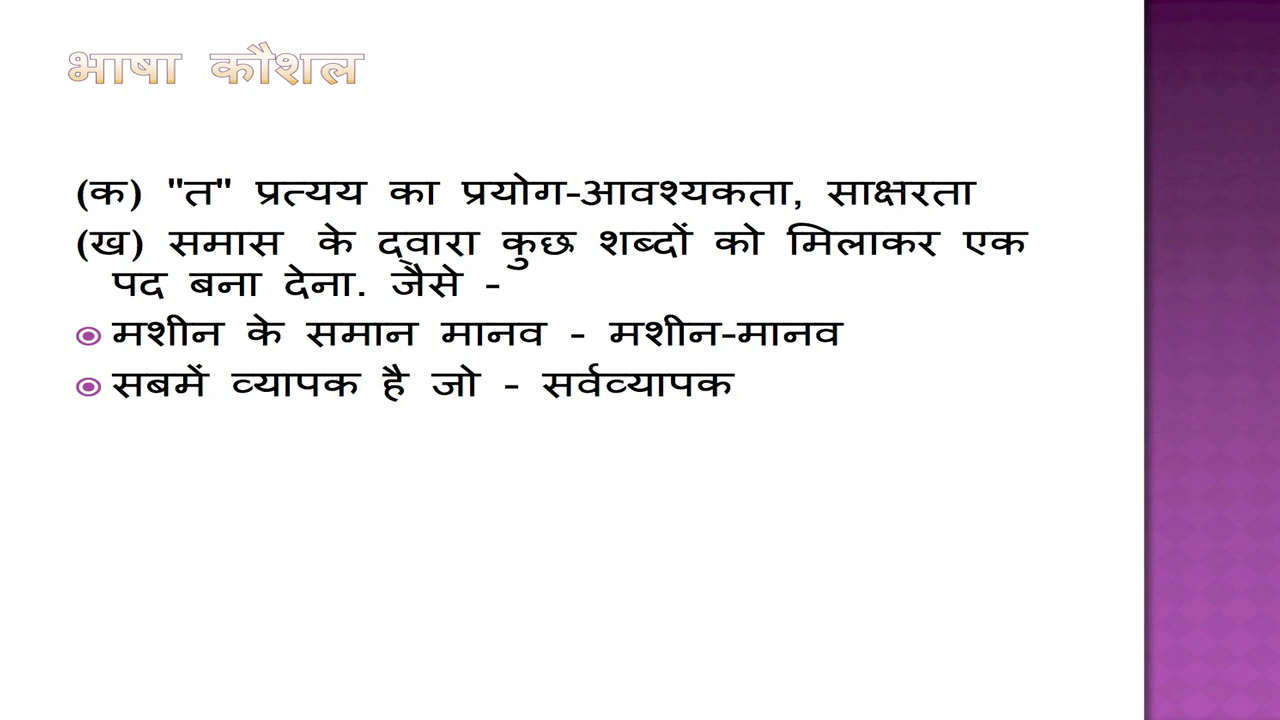 भाषा कौशल
(क) "त" प्रत्यय का प्रयोग-आवश्यकता, साक्षरता
(ख) समास के द्वारा कुछ शब्दों को मिलाकर एक
पद बना देना. जैसे -
मशीन के समान मानव - मशीन-मानव
सबमें व्यापक है जो - सर्वव्यापक